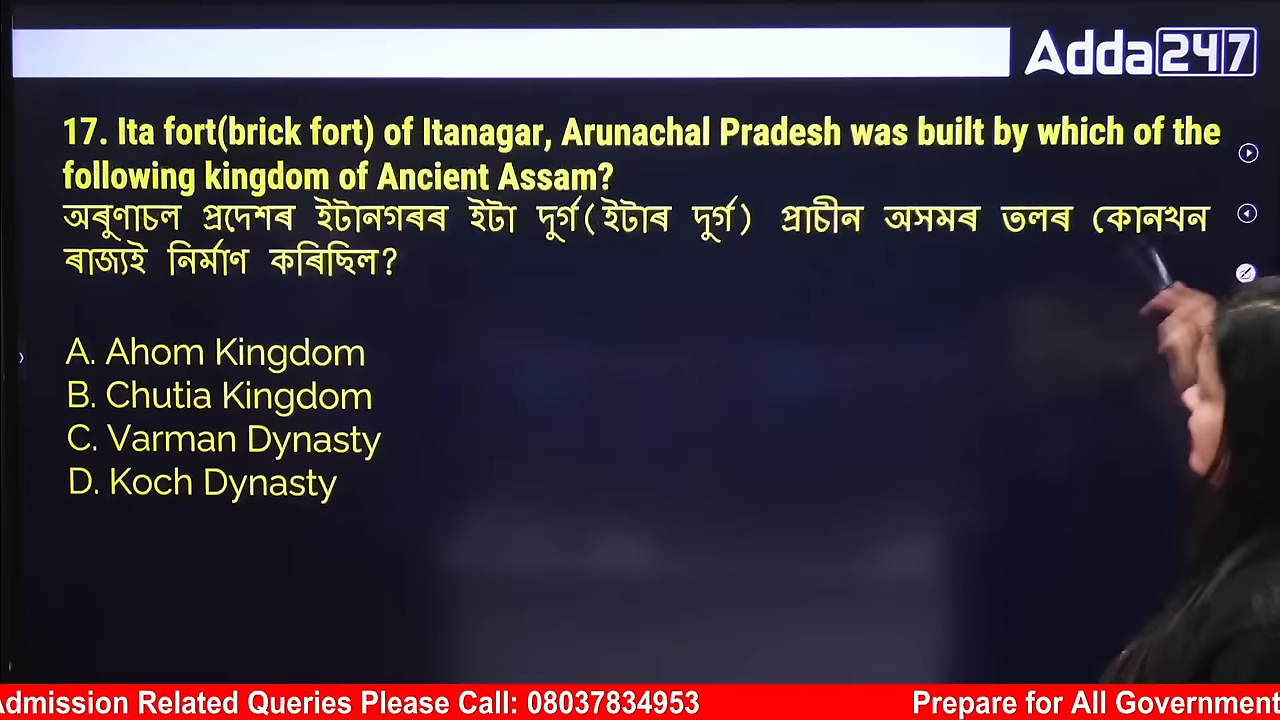 Adda247
17. Ita fort(brick fort) of Itanagar, Arunachal Pradesh was built by which of the
following kingdom of Ancient Assam?
অৰুণাচল প্ৰদেশৰ ইটানগৰৰ ইটা দুৰ্গ(ইটাৰ দুৰ্গ) প্ৰাচীন অসমৰ তলৰ কোনখন
ৰাজ্যই নিৰ্মাণ কৰিছিল?
A. Ahom Kingdom
B. Chutia Kingdom
C. Varman Dynasty
D. Koch Dynasty
Admission Related Queries Please Call: 08037834953 Prepare for All Government